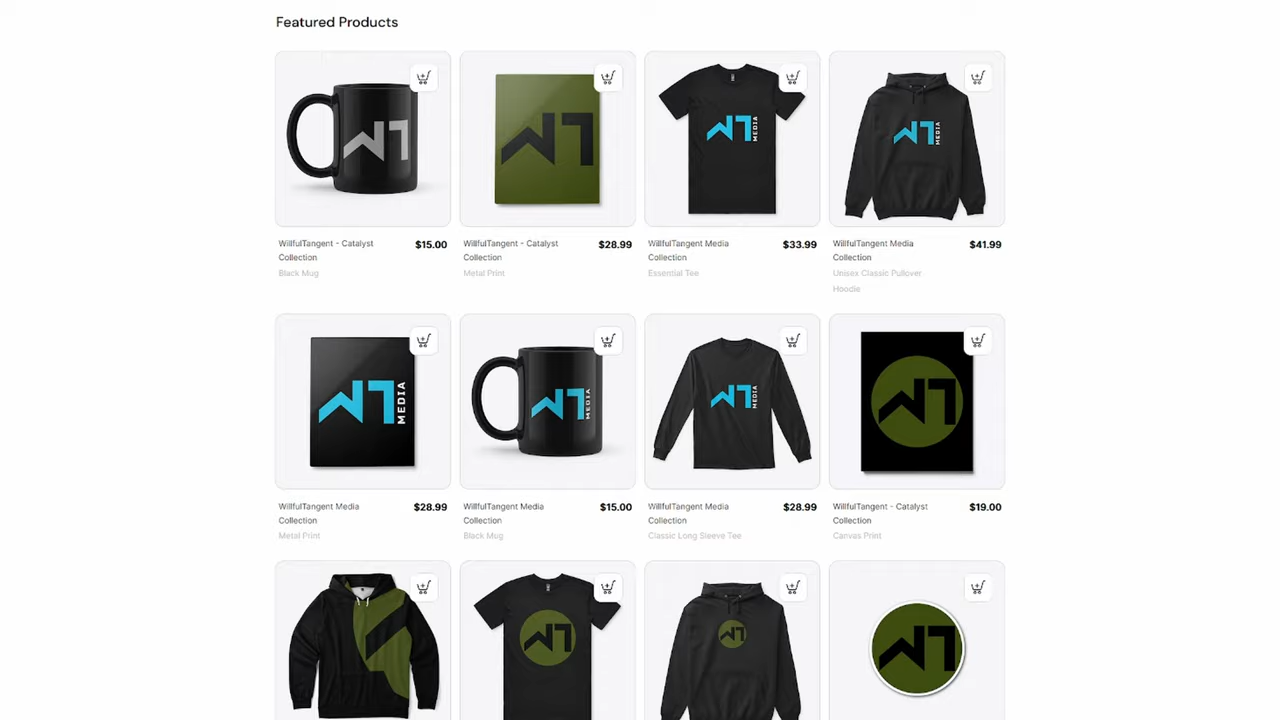 Featured Products
WillfulTangent - Catalyst
Collection
$15.00
Black Mug
WillfulTangent - Catalyst
Collection
$28.99
Metal Print
MEDIA
WillfulTangent Media
Collection
$33.99
Essential Tee
MEDIA
WillfulTangent Media
Collection
$41.99
Unisex Classic Pullover
Hoodie
MEDIA
WillfulTangent Media
Collection
$28.99
Metal Print
MEDIA
WillfulTangent Media
Collection
$15.00
Black Mug
MEDIA
WillfulTangent Media
Collection
$28.99
Classic Long Sleeve Tee
WillfulTangent - Catalyst
Collection
$19.00
Canvas Print